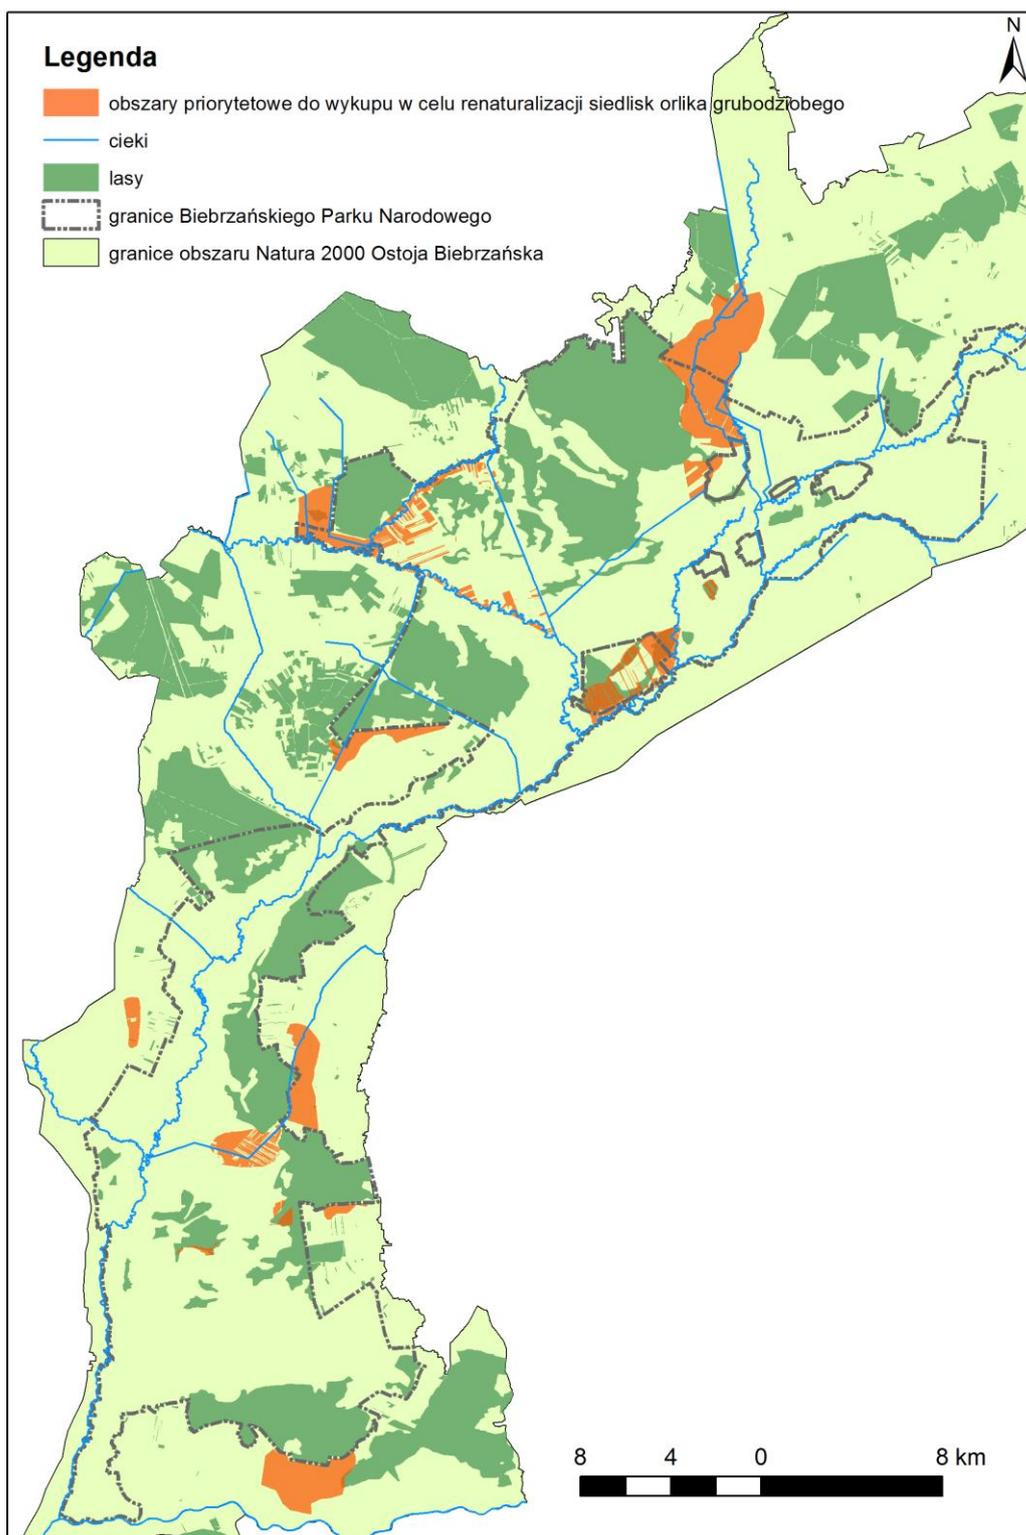 N
Legenda
obszary priorytetowe do wykupu w celu renaturalizacji siedlisk orlika grubodziobego
cieki
lasy
granice Biebrzańskiego Parku Narodowego
granice obszaru Natura 2000 Ostoja Biebrzańska
8 4 0 8 km